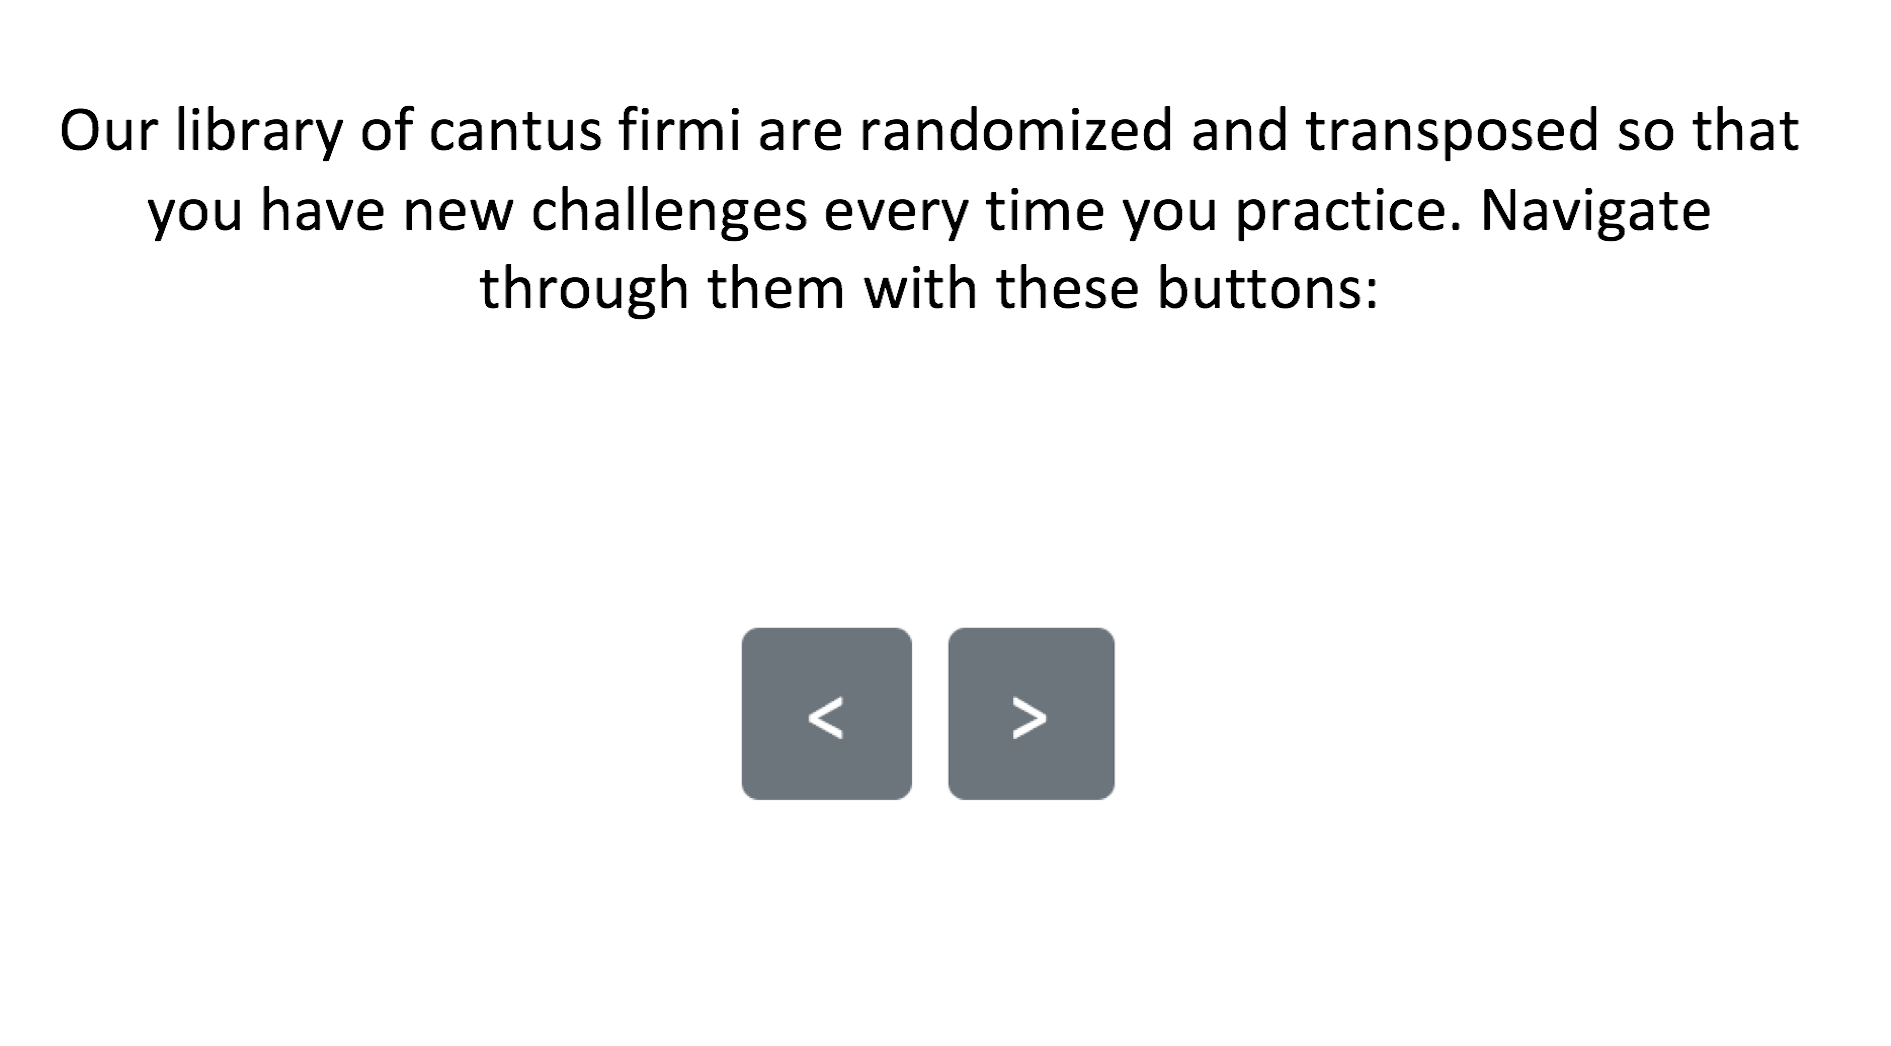 Our library of cantus firmi are randomized and transposed so that
you have new challenges every time you practice. Navigate
through them with these buttons:
< >